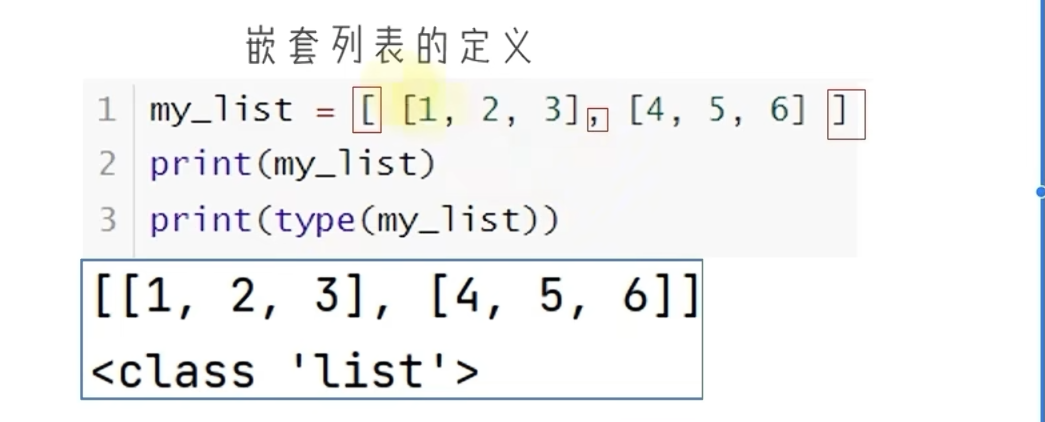 嵌套列表的定义
1 my_list = [ [1, 2, 3], [4, 5, 6] ]
2 print(my_list)
3 print(type(my_list))
[[1, 2, 3], [4, 5, 6]]
<class 'list'>